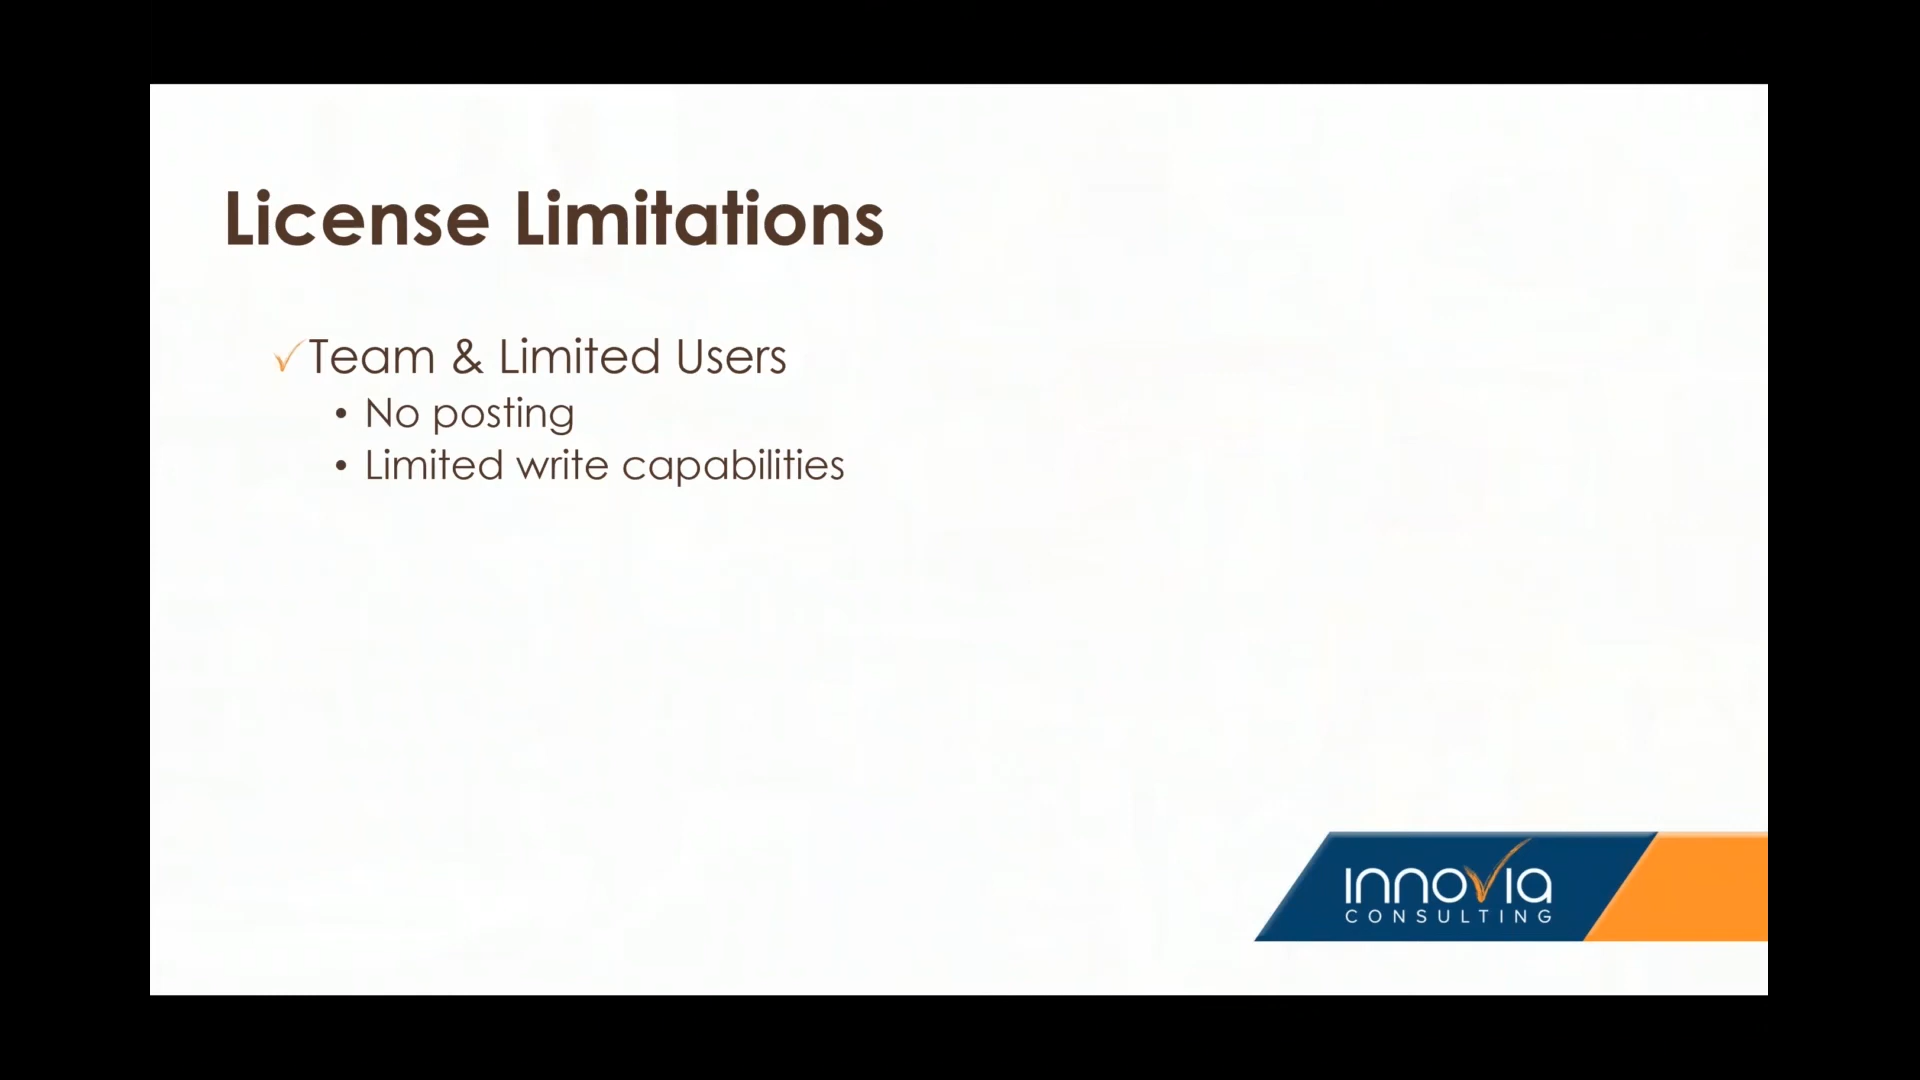 License Limitations
Team & Limited Users
• No posting
• Limited write capabilities
innovia
CONSULTING